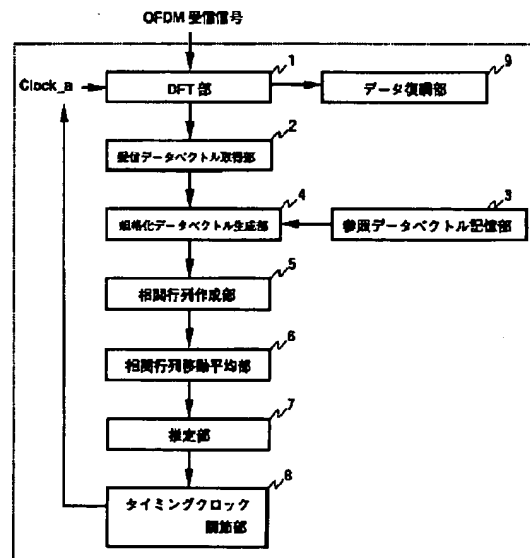 OFDM 受信信号
1
9
Clock_a
DFT 部
データ復調部
2
受信データベクトル取得部
4
3
規格化データベクトル生成部
参照データベクトル記憶部
5
相関行列作成部
6
相関行列移動平均部
7
推定部
8
タイミングクロック
調節部